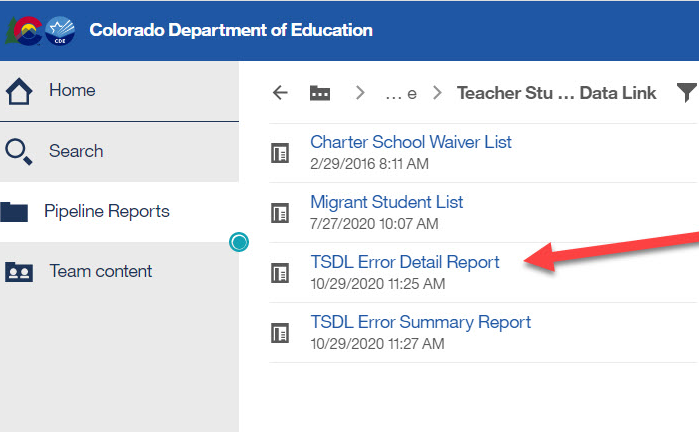 CDE
Colorado Department of Education
Home
Search
Pipeline Reports
Team content
... e > Teacher Stu ... Data Link
Charter School Waiver List
2/29/2016 8:11 AM
Migrant Student List
7/27/2020 10:07 AM
TSDL Error Detail Report
10/29/2020 11:25 AM
TSDL Error Summary Report
10/29/2020 11:27 AM